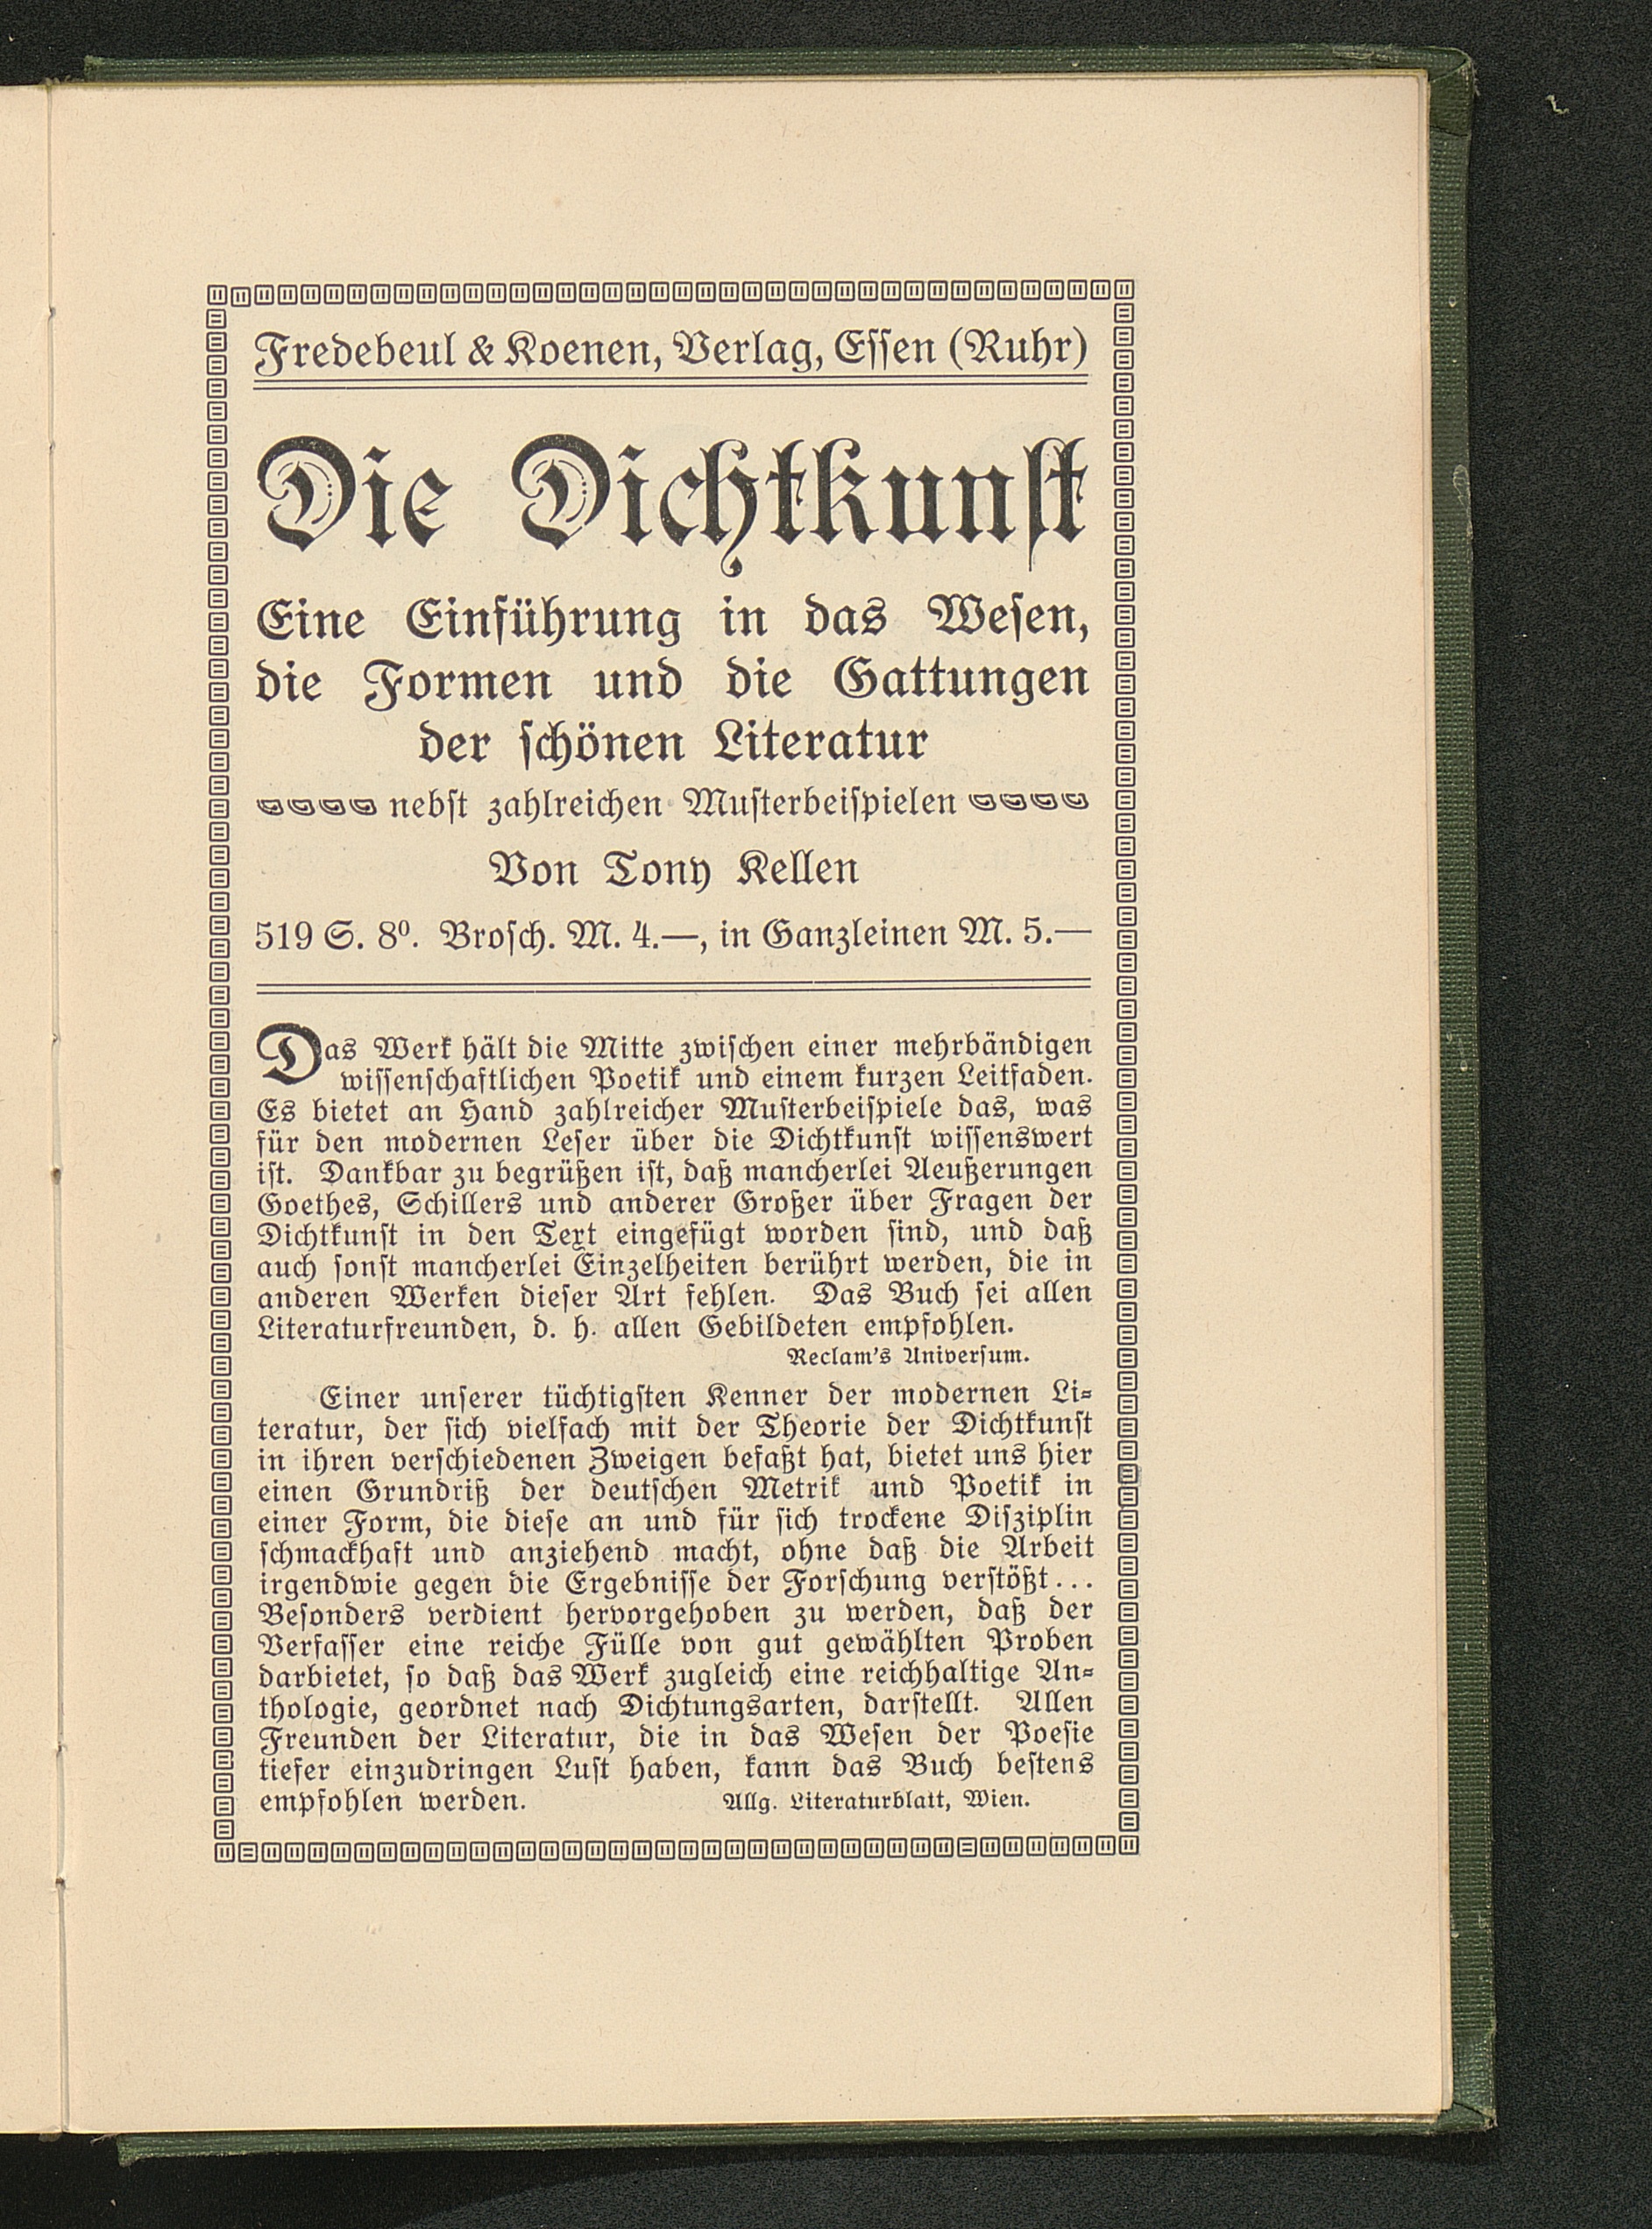 Fredebeul & Koenen, Verlag, Essen (Ruhr)
Die Dichtkunst
Eine Einführung in das Wesen,
die Formen und die Gattungen
der schönen Literatur
nebst zahlreichen Musterbeispielen
Von Tony Kellen
519 S. 8⁰. Brosch. M. 4.—, in Ganzleinen M. 5.—
Das Werk hält die Mitte zwischen einer mehrbändigen
wissenschaftlichen Poetik und einem kurzen Leitfaden.
Es bietet an Hand zahlreicher Musterbeispiele das, was
für den modernen Leser über die Dichtkunst wissenswert
ist. Dankbar zu begrüßen ist, daß mancherlei Aeußerungen
Goethes, Schillers und anderer Großer über Fragen der
Dichtkunst in den Text eingefügt worden sind, und daß
auch sonst mancherlei Einzelheiten berührt werden, die in
anderen Werken dieser Art fehlen. Das Buch sei allen
Literaturfreunden, d. h. allen Gebildeten empfohlen.
Reclam's Universum.
Einer unserer tüchtigsten Kenner der modernen Li-
teratur, der sich vielfach mit der Theorie der Dichtkunst
in ihren verschiedenen Zweigen befaßt hat, bietet uns hier
einen Grundriß der deutschen Metrik und Poetik in
einer Form, die diese an und für sich trockene Disziplin
schmackhaft und anziehend macht, ohne daß die Arbeit
irgendwie gegen die Ergebnisse der Forschung verstößt...
Besonders verdient hervorgehoben zu werden, daß der
Verfasser eine reiche Fülle von gut gewählten Proben
darbietet, so daß das Werk zugleich eine reichhaltige An-
thologie, geordnet nach Dichtungsarten, darstellt. Allen
Freunden der Literatur, die in das Wesen der Poesie
tiefer einzudringen Lust haben, kann das Buch bestens
empfohlen werden. Allg. Literaturblatt, Wien.